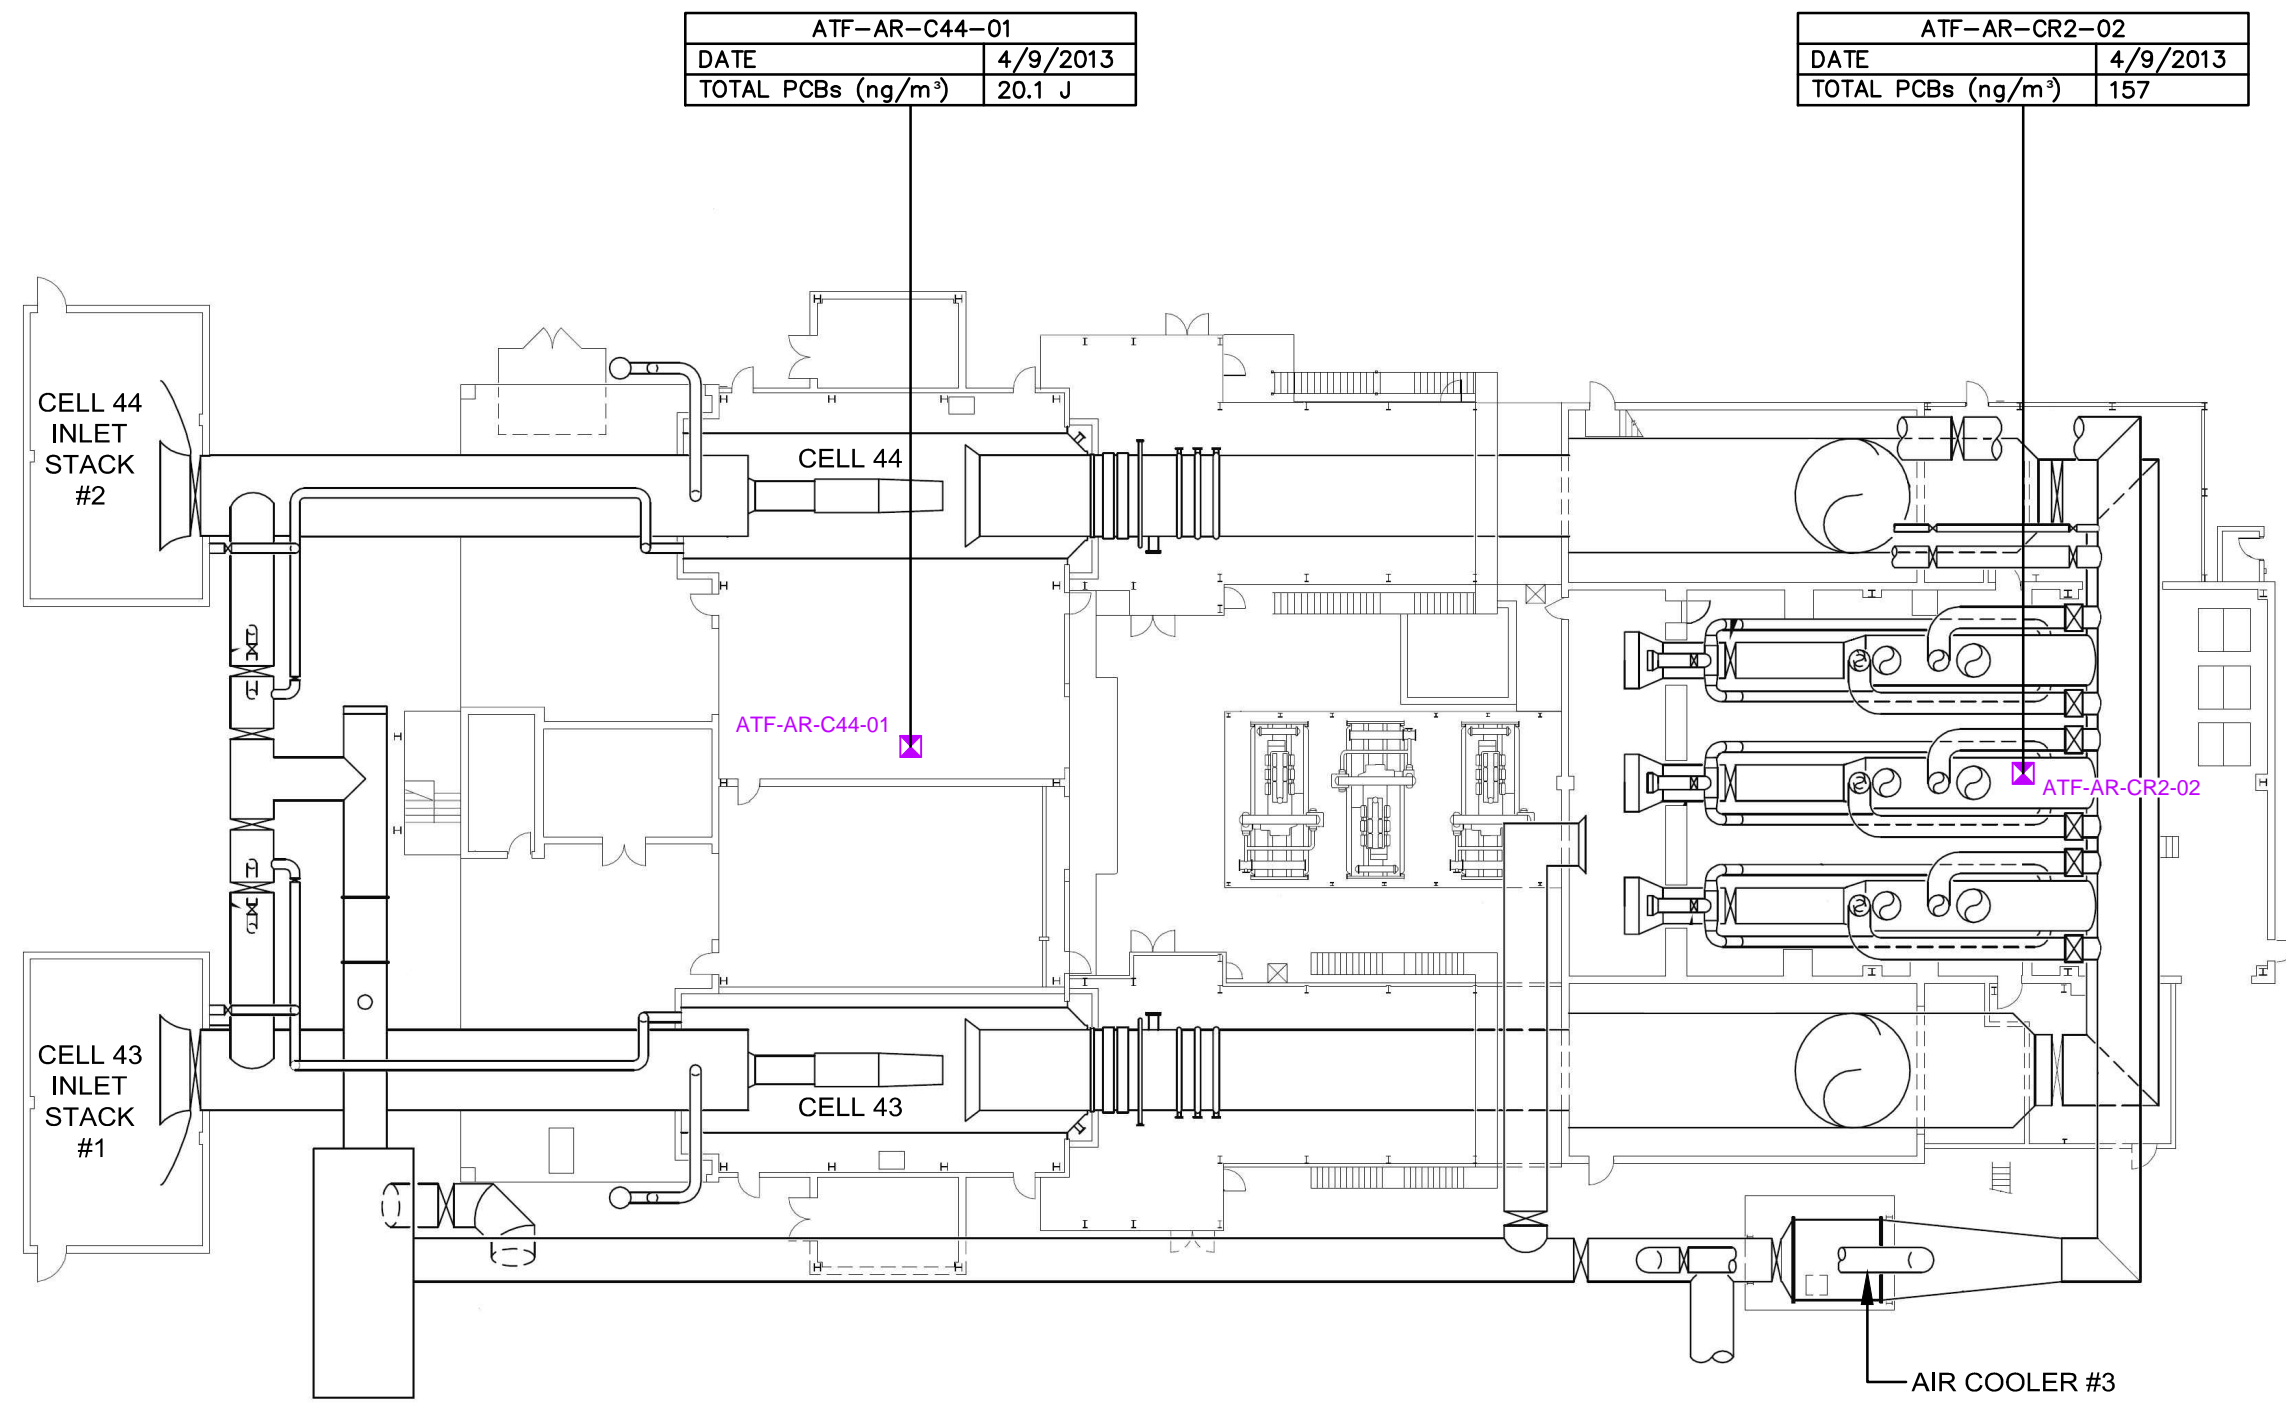 ATF-AR-C44-01
DATE 4/9/2013
TOTAL PCBs (ng/m³) 20.1 J
ATF-AR-CR2-02
DATE 4/9/2013
TOTAL PCBs (ng/m³) 157
CELL 44
INLET
STACK
#2
CELL 44
ATF-AR-C44-01
ATF-AR-CR2-02
CELL 43
INLET
STACK
#1
CELL 43
AIR COOLER #3